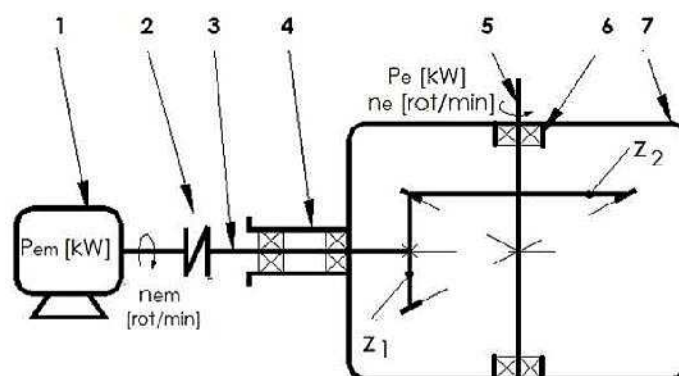 1 2 3 4 5 6 7
Pe [kW]
ne [rot/min]
z2
Pem [kW]
nem
[rot/min]
z1